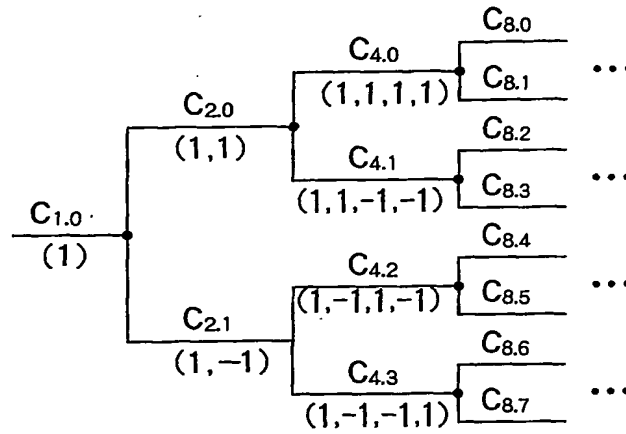 C8.0
C4.0
(1,1,1,1)
C8.1
...
C2.0
(1,1)
C8.2
C4.1
(1,1,-1,-1)
C8.3
...
C1.0
(1)
C8.4
C4.2
(1,-1,1,-1)
C8.5
...
C2.1
(1,-1)
C8.6
C4.3
(1,-1,-1,1)
C8.7
...